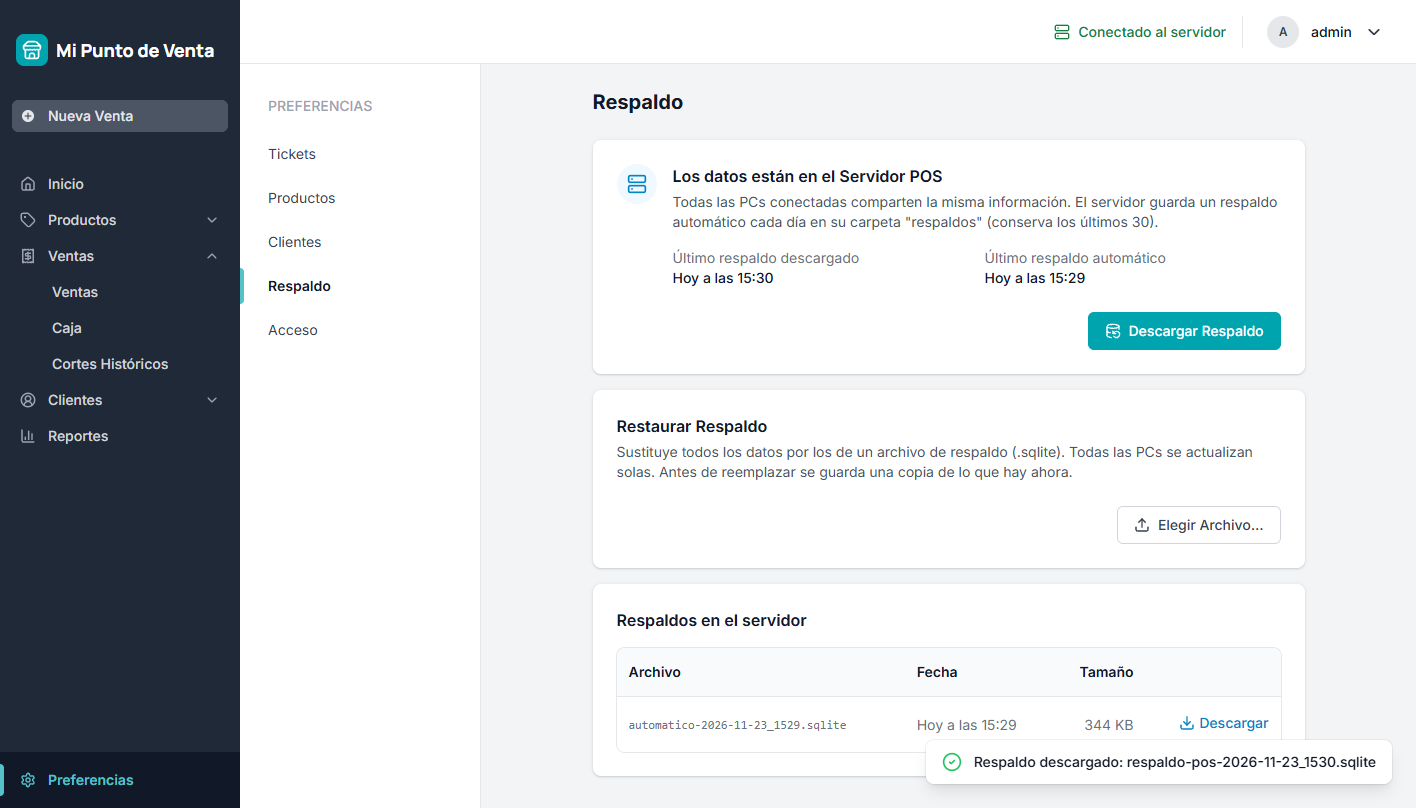 Mi Punto de Venta
Conectado al servidor
A
admin
Nueva Venta
Inicio
Productos
Ventas
Ventas
Caja
Cortes Históricos
Clientes
Reportes
Preferencias
PREFERENCIAS
Tickets
Productos
Clientes
Respaldo
Acceso
Respaldo
Los datos están en el Servidor POS
Todas las PCs conectadas comparten la misma información. El servidor guarda un respaldo
automático cada día en su carpeta "respaldos" (conserva los últimos 30).
Último respaldo descargado
Hoy a las 15:30
Último respaldo automático
Hoy a las 15:29
Descargar Respaldo
Restaurar Respaldo
Sustituye todos los datos por los de un archivo de respaldo (.sqlite). Todas las PCs se actualizan
solas. Antes de reemplazar se guarda una copia de lo que hay ahora.
Elegir Archivo...
Respaldos en el servidor
Archivo Fecha Tamaño
automatico-2026-11-23_1529.sqlite Hoy a las 15:29 344 KB Descargar
Respaldo descargado: respaldo-pos-2026-11-23_1530.sqlite